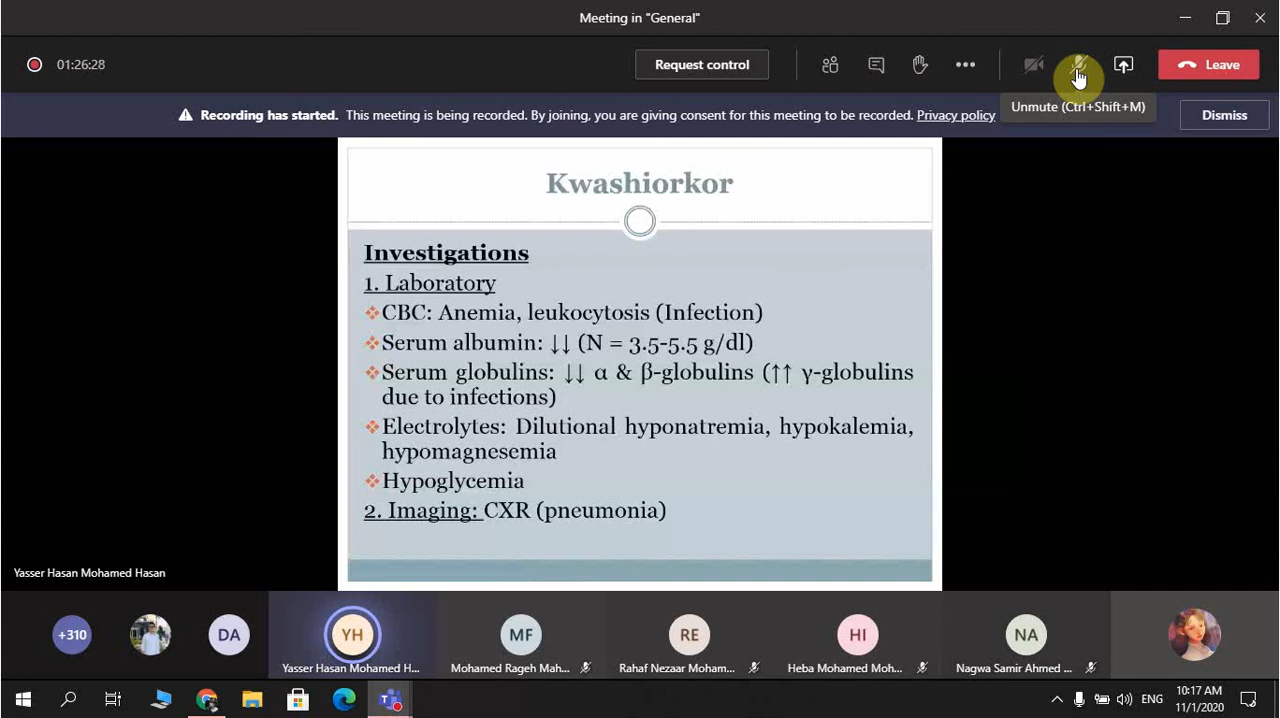 Meeting in "General"
01:26:28
Request control
Leave
Recording has started. This meeting is being recorded. By joining, you are giving consent for this meeting to be recorded. Privacy policy
Unmute (Ctrl+Shift+M)
Dismiss
Kwashiorkor
Investigations
1. Laboratory
❖CBC: Anemia, leukocytosis (Infection)
❖Serum albumin: ↓↓ (N = 3.5-5.5 g/dl)
❖Serum globulins: ↓↓ α & β-globulins (↑↑ γ-globulins
due to infections)
❖Electrolytes: Dilutional hyponatremia, hypokalemia,
hypomagnesemia
❖Hypoglycemia
2. Imaging: CXR (pneumonia)
Yasser Hasan Mohamed Hasan
+310
DA
YH
MF
RE
HI
NA
Yasser Hasan Mohamed H...
Mohamed Rageh Mah...
Rahaf Nezaar Moham...
Heba Mohamed Moh...
Nagwa Samir Ahmed ...
ENG
10:17 AM
11/1/2020